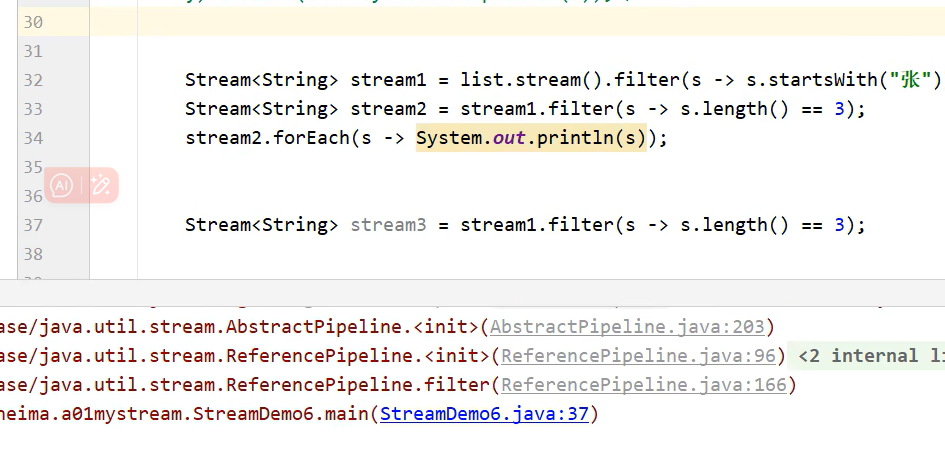 30
31
32 Stream<String> stream1 = list.stream().filter(s -> s.startsWith("张")
33 Stream<String> stream2 = stream1.filter(s -> s.length() == 3);
34 stream2.forEach(s -> System.out.println(s));
35
AI
36
37 Stream<String> stream3 = stream1.filter(s -> s.length() == 3);
38
ase/java.util.stream.AbstractPipeline.<init>(AbstractPipeline.java:203)
ase/java.util.stream.ReferencePipeline.<init>(ReferencePipeline.java:96) <2 internal li
ase/java.util.stream.ReferencePipeline.filter(ReferencePipeline.java:166)
neima.a01mystream.StreamDemo6.main(StreamDemo6.java:37)